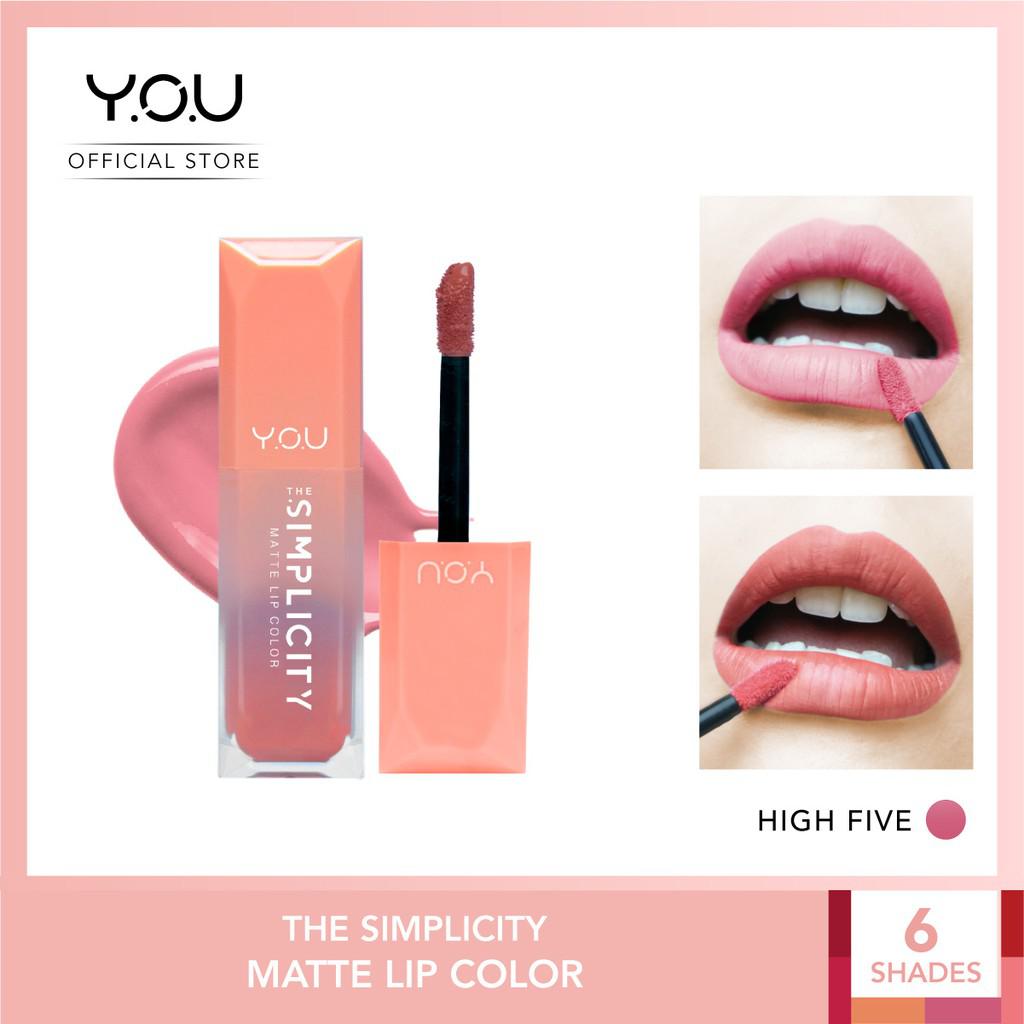 Y.O.U
OFFICIAL STORE
Y.O.U
THE
SIMPLICITY
MATTE LIP COLOR
Y.O.U
HIGH FIVE
THE SIMPLICITY
MATTE LIP COLOR
6
SHADES